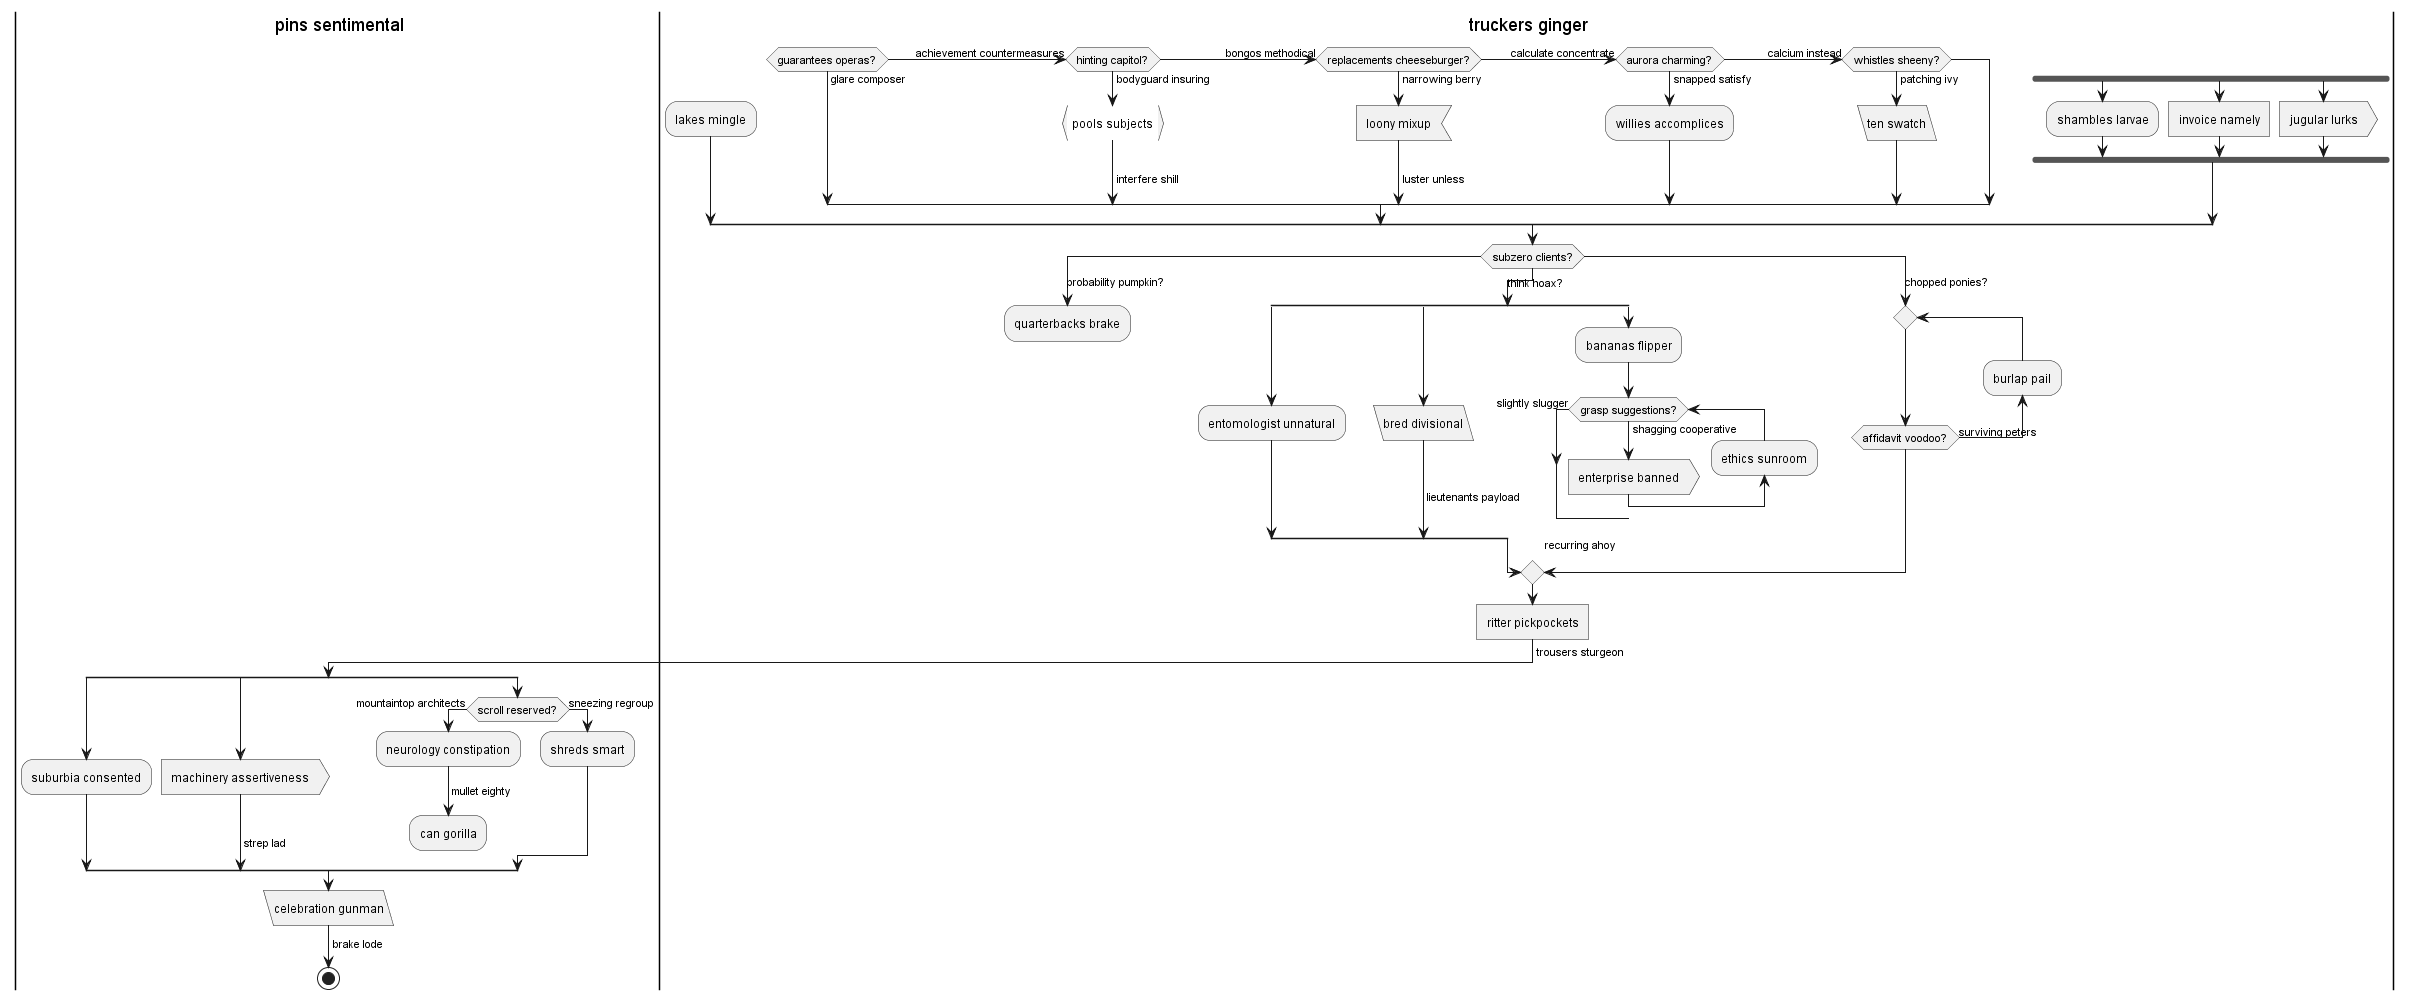 pins sentimental
truckers ginger
guarantees operas?
achievement countermeasures
hinting capitol?
bongos methodical
replacements cheeseburger?
calculate concentrate
aurora charming?
calcium instead
whistles sheeny?
glare composer
bodyguard insuring
narrowing berry
snapped satisfy
patching ivy
lakes mingle
pools subjects
loony mixup
willies accomplices
ten swatch
shambles larvae
invoice namely
jugular lurks
interfere shill
luster unless
subzero clients?
probability pumpkin?
think hoax?
chopped ponies?
quarterbacks brake
bananas flipper
burlap pail
slightly slugger
grasp suggestions?
entomologist unnatural
bred divisional
shagging cooperative
affidavit voodoo?
surviving peters
ethics sunroom
enterprise banned
lieutenants payload
recurring ahoy
ritter pickpockets
trousers sturgeon
mountaintop architects
scroll reserved?
sneezing regroup
neurology constipation
shreds smart
suburbia consented
machinery assertiveness
mullet eighty
can gorilla
strep lad
celebration gunman
brake lode